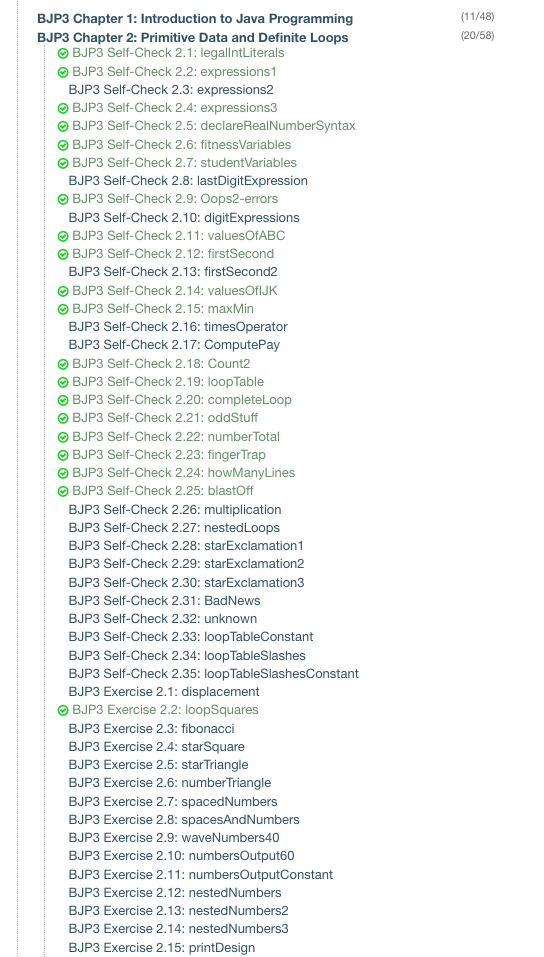 BJP3 Chapter 1: Introduction to Java Programming (11/48)
BJP3 Chapter 2: Primitive Data and Definite Loops (20/58)
BJP3 Self-Check 2.1: legalIntLiterals
BJP3 Self-Check 2.2: expressions1
BJP3 Self-Check 2.3: expressions2
BJP3 Self-Check 2.4: expressions3
BJP3 Self-Check 2.5: declareRealNumberSyntax
BJP3 Self-Check 2.6: fitnessVariables
BJP3 Self-Check 2.7: studentVariables
BJP3 Self-Check 2.8: lastDigitExpression
BJP3 Self-Check 2.9: Oops2-errors
BJP3 Self-Check 2.10: digitExpressions
BJP3 Self-Check 2.11: valuesOfABC
BJP3 Self-Check 2.12: firstSecond
BJP3 Self-Check 2.13: firstSecond2
BJP3 Self-Check 2.14: valuesOfIJK
BJP3 Self-Check 2.15: maxMin
BJP3 Self-Check 2.16: timesOperator
BJP3 Self-Check 2.17: ComputePay
BJP3 Self-Check 2.18: Count2
BJP3 Self-Check 2.19: loopTable
BJP3 Self-Check 2.20: completeLoop
BJP3 Self-Check 2.21: oddStuff
BJP3 Self-Check 2.22: numberTotal
BJP3 Self-Check 2.23: fingerTrap
BJP3 Self-Check 2.24: howManyLines
BJP3 Self-Check 2.25: blastOff
BJP3 Self-Check 2.26: multiplication
BJP3 Self-Check 2.27: nestedLoops
BJP3 Self-Check 2.28: starExclamation1
BJP3 Self-Check 2.29: starExclamation2
BJP3 Self-Check 2.30: starExclamation3
BJP3 Self-Check 2.31: BadNews
BJP3 Self-Check 2.32: unknown
BJP3 Self-Check 2.33: loopTableConstant
BJP3 Self-Check 2.34: loopTableSlashes
BJP3 Self-Check 2.35: loopTableSlashesConstant
BJP3 Exercise 2.1: displacement
BJP3 Exercise 2.2: loopSquares
BJP3 Exercise 2.3: fibonacci
BJP3 Exercise 2.4: starSquare
BJP3 Exercise 2.5: starTriangle
BJP3 Exercise 2.6: numberTriangle
BJP3 Exercise 2.7: spacedNumbers
BJP3 Exercise 2.8: spacesAndNumbers
BJP3 Exercise 2.9: waveNumbers40
BJP3 Exercise 2.10: numbersOutput60
BJP3 Exercise 2.11: numbersOutputConstant
BJP3 Exercise 2.12: nestedNumbers
BJP3 Exercise 2.13: nestedNumbers2
BJP3 Exercise 2.14: nestedNumbers3
BJP3 Exercise 2.15: printDesign